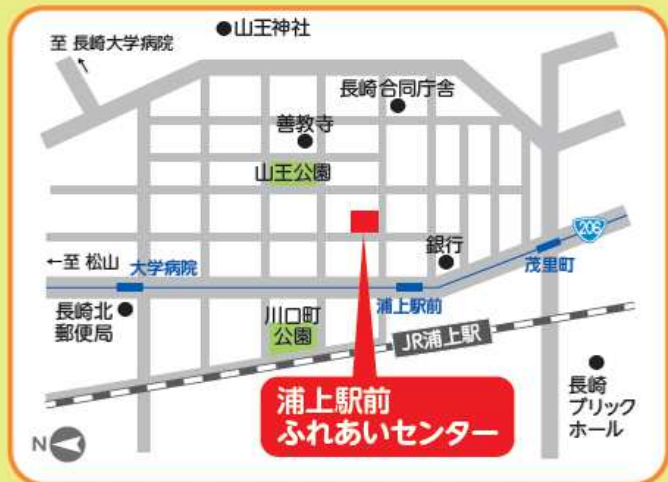 山王神社
至 長崎大学病院
長崎合同庁舎
善教寺
山王公園
206
銀行
茂里町
←至 松山
大学病院
浦上駅前
長崎北
郵便局
川口町
公園
JR浦上駅
長崎
ブリック
ホール
浦上駅前
ふれあいセンター
N